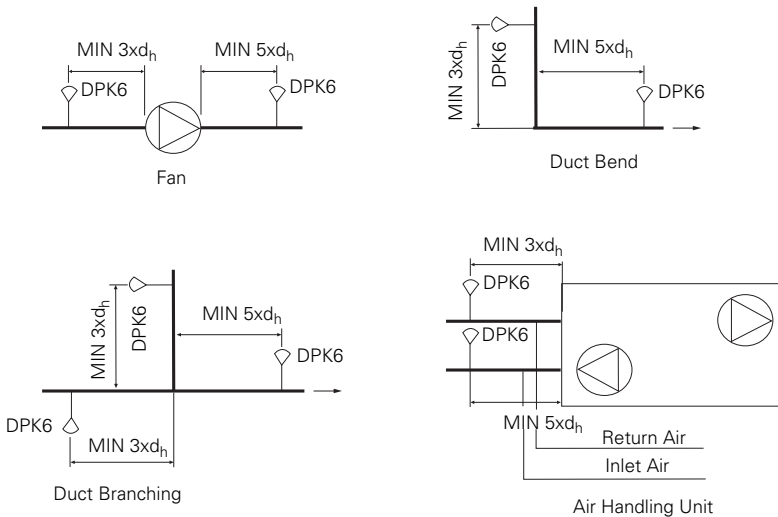 MIN 3xdh
MIN 5xdh
DPK6
DPK6
Fan
MIN 3xdh
DPK6
MIN 5xdh
DPK6
Duct Bend
MIN 3xdh
DPK6
MIN 5xdh
DPK6
DPK6
MIN 3xdh
Duct Branching
MIN 3xdh
DPK6
DPK6
MIN 5xdh
Return Air
Inlet Air
Air Handling Unit